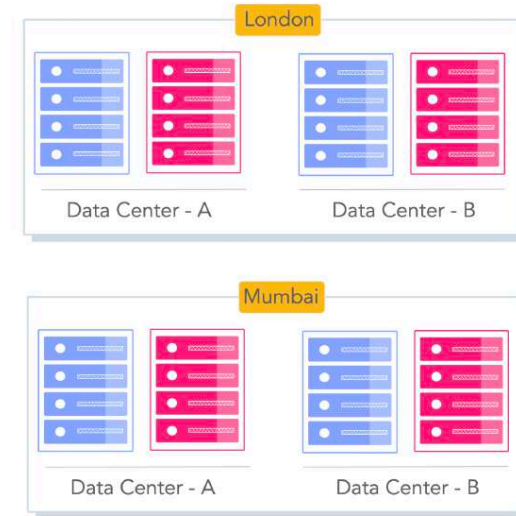 London
Data Center - A
Data Center - B
Mumbai
Data Center - A
Data Center - B